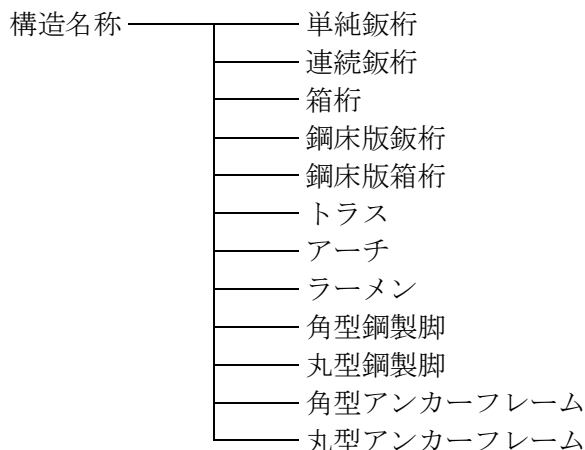 構造名称
単純鈑桁
連続鈑桁
箱桁
鋼床版鈑桁
鋼床版箱桁
トラス
アーチ
ラーメン
角型鋼製脚
丸型鋼製脚
角型アンカーフレーム
丸型アンカーフレーム